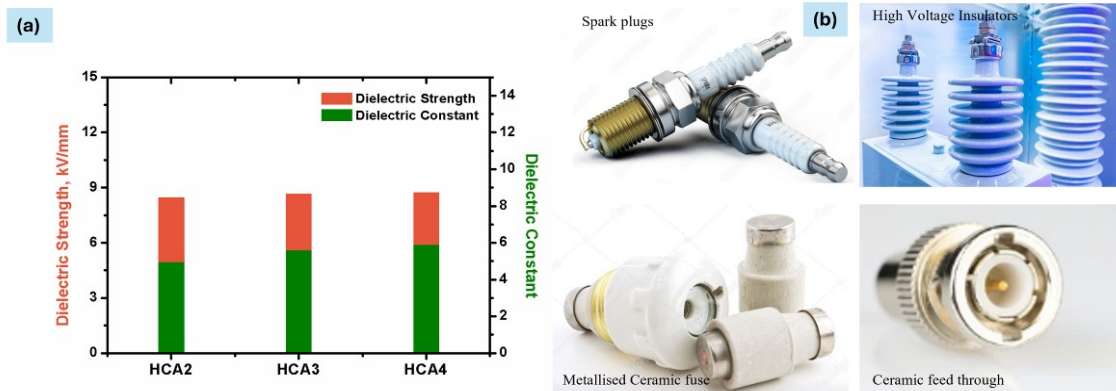 (a)
Dielectric Strength, kV/mm
15
12
9
6
3
0
Dielectric Strength
Dielectric Constant
14
12
10
8
6
4
2
0
Dielectric Constant
HCA2
HCA3
HCA4
Spark plugs
(b)
High Voltage Insulators
Metallised Ceramic fuse
Ceramic feed through